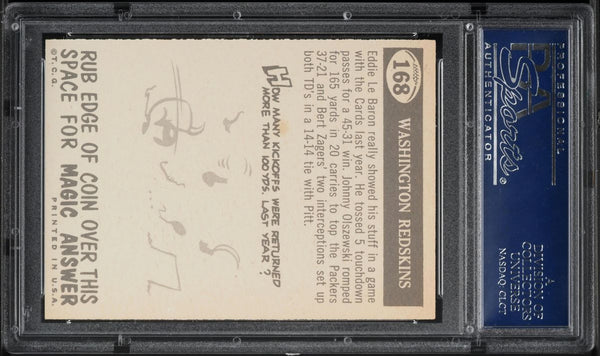 168
WASHINGTON REDSKINS
Eddie Le Baron really showed his stuff in a game
with the Cards last year. He tossed 5 touchdown
passes for a 45-31 win. Johnny Olszewski romped
for 165 yards in 20 carries to top the Packers
37-21 and Bert Zagers' two interceptions set up
both TD's in a 14-14 tie with Pitt.
HOW MANY KICKOFFS WERE RETURNED
MORE THAN 100 YDS. LAST YEAR?
RUB EDGE OF COIN OVER THIS
SPACE FOR MAGIC ANSWER
©T.C.G.
PRINTED IN U.S.A.
PROFESSIONAL
PSA
Sports
®
AUTHENTICATOR
A
DIVISION OF
COLLECTORS
UNIVERSE
NASDAQ: CLCT